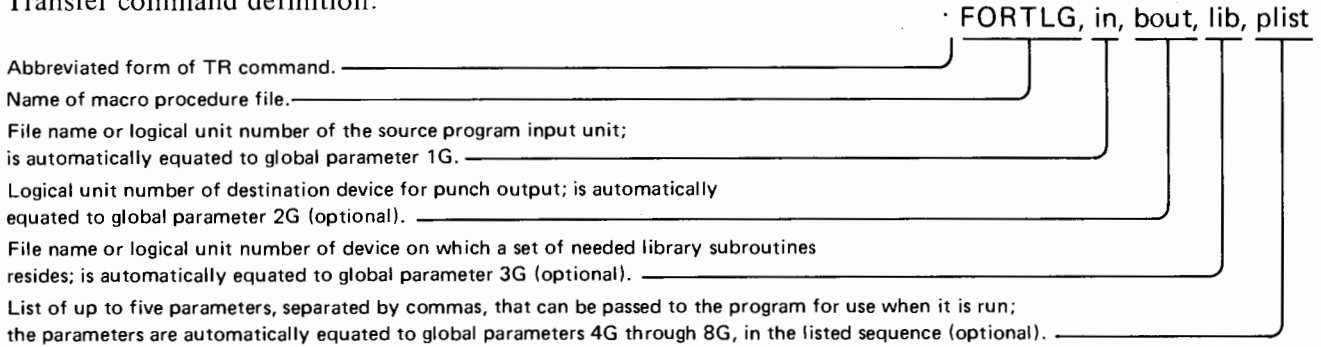 Transfer command definition:
: FORTLG, in, bout, lib, plist
Abbreviated form of TR command.
Name of macro procedure file.
File name or logical unit number of the source program input unit;
is automatically equated to global parameter 1G.
Logical unit number of destination device for punch output; is automatically
equated to global parameter 2G (optional).
File name or logical unit number of device on which a set of needed library subroutines
resides; is automatically equated to global parameter 3G (optional).
List of up to five parameters, separated by commas, that can be passed to the program for use when it is run;
the parameters are automatically equated to global parameters 4G through 8G, in the listed sequence (optional).